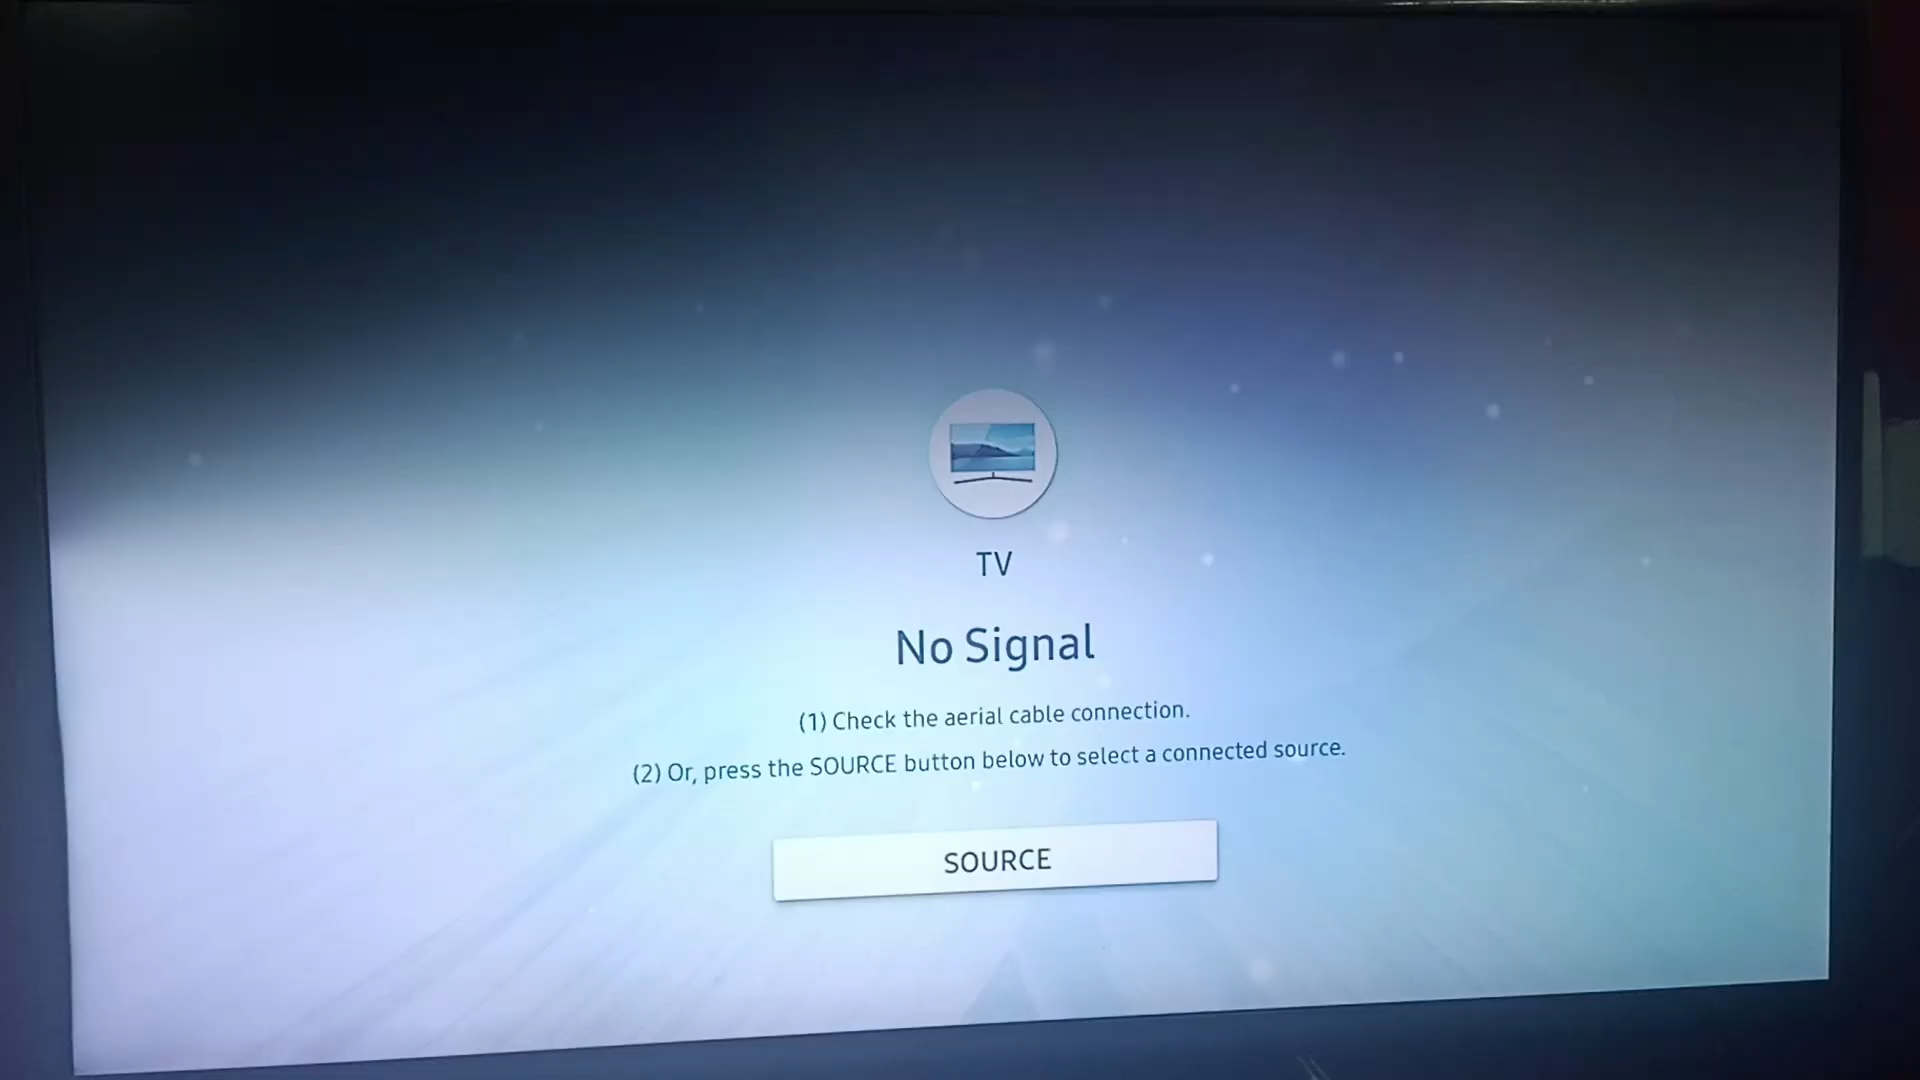 TV
No Signal
(1) Check the aerial cable connection.
(2) Or, press the SOURCE button below to select a connected source.
SOURCE